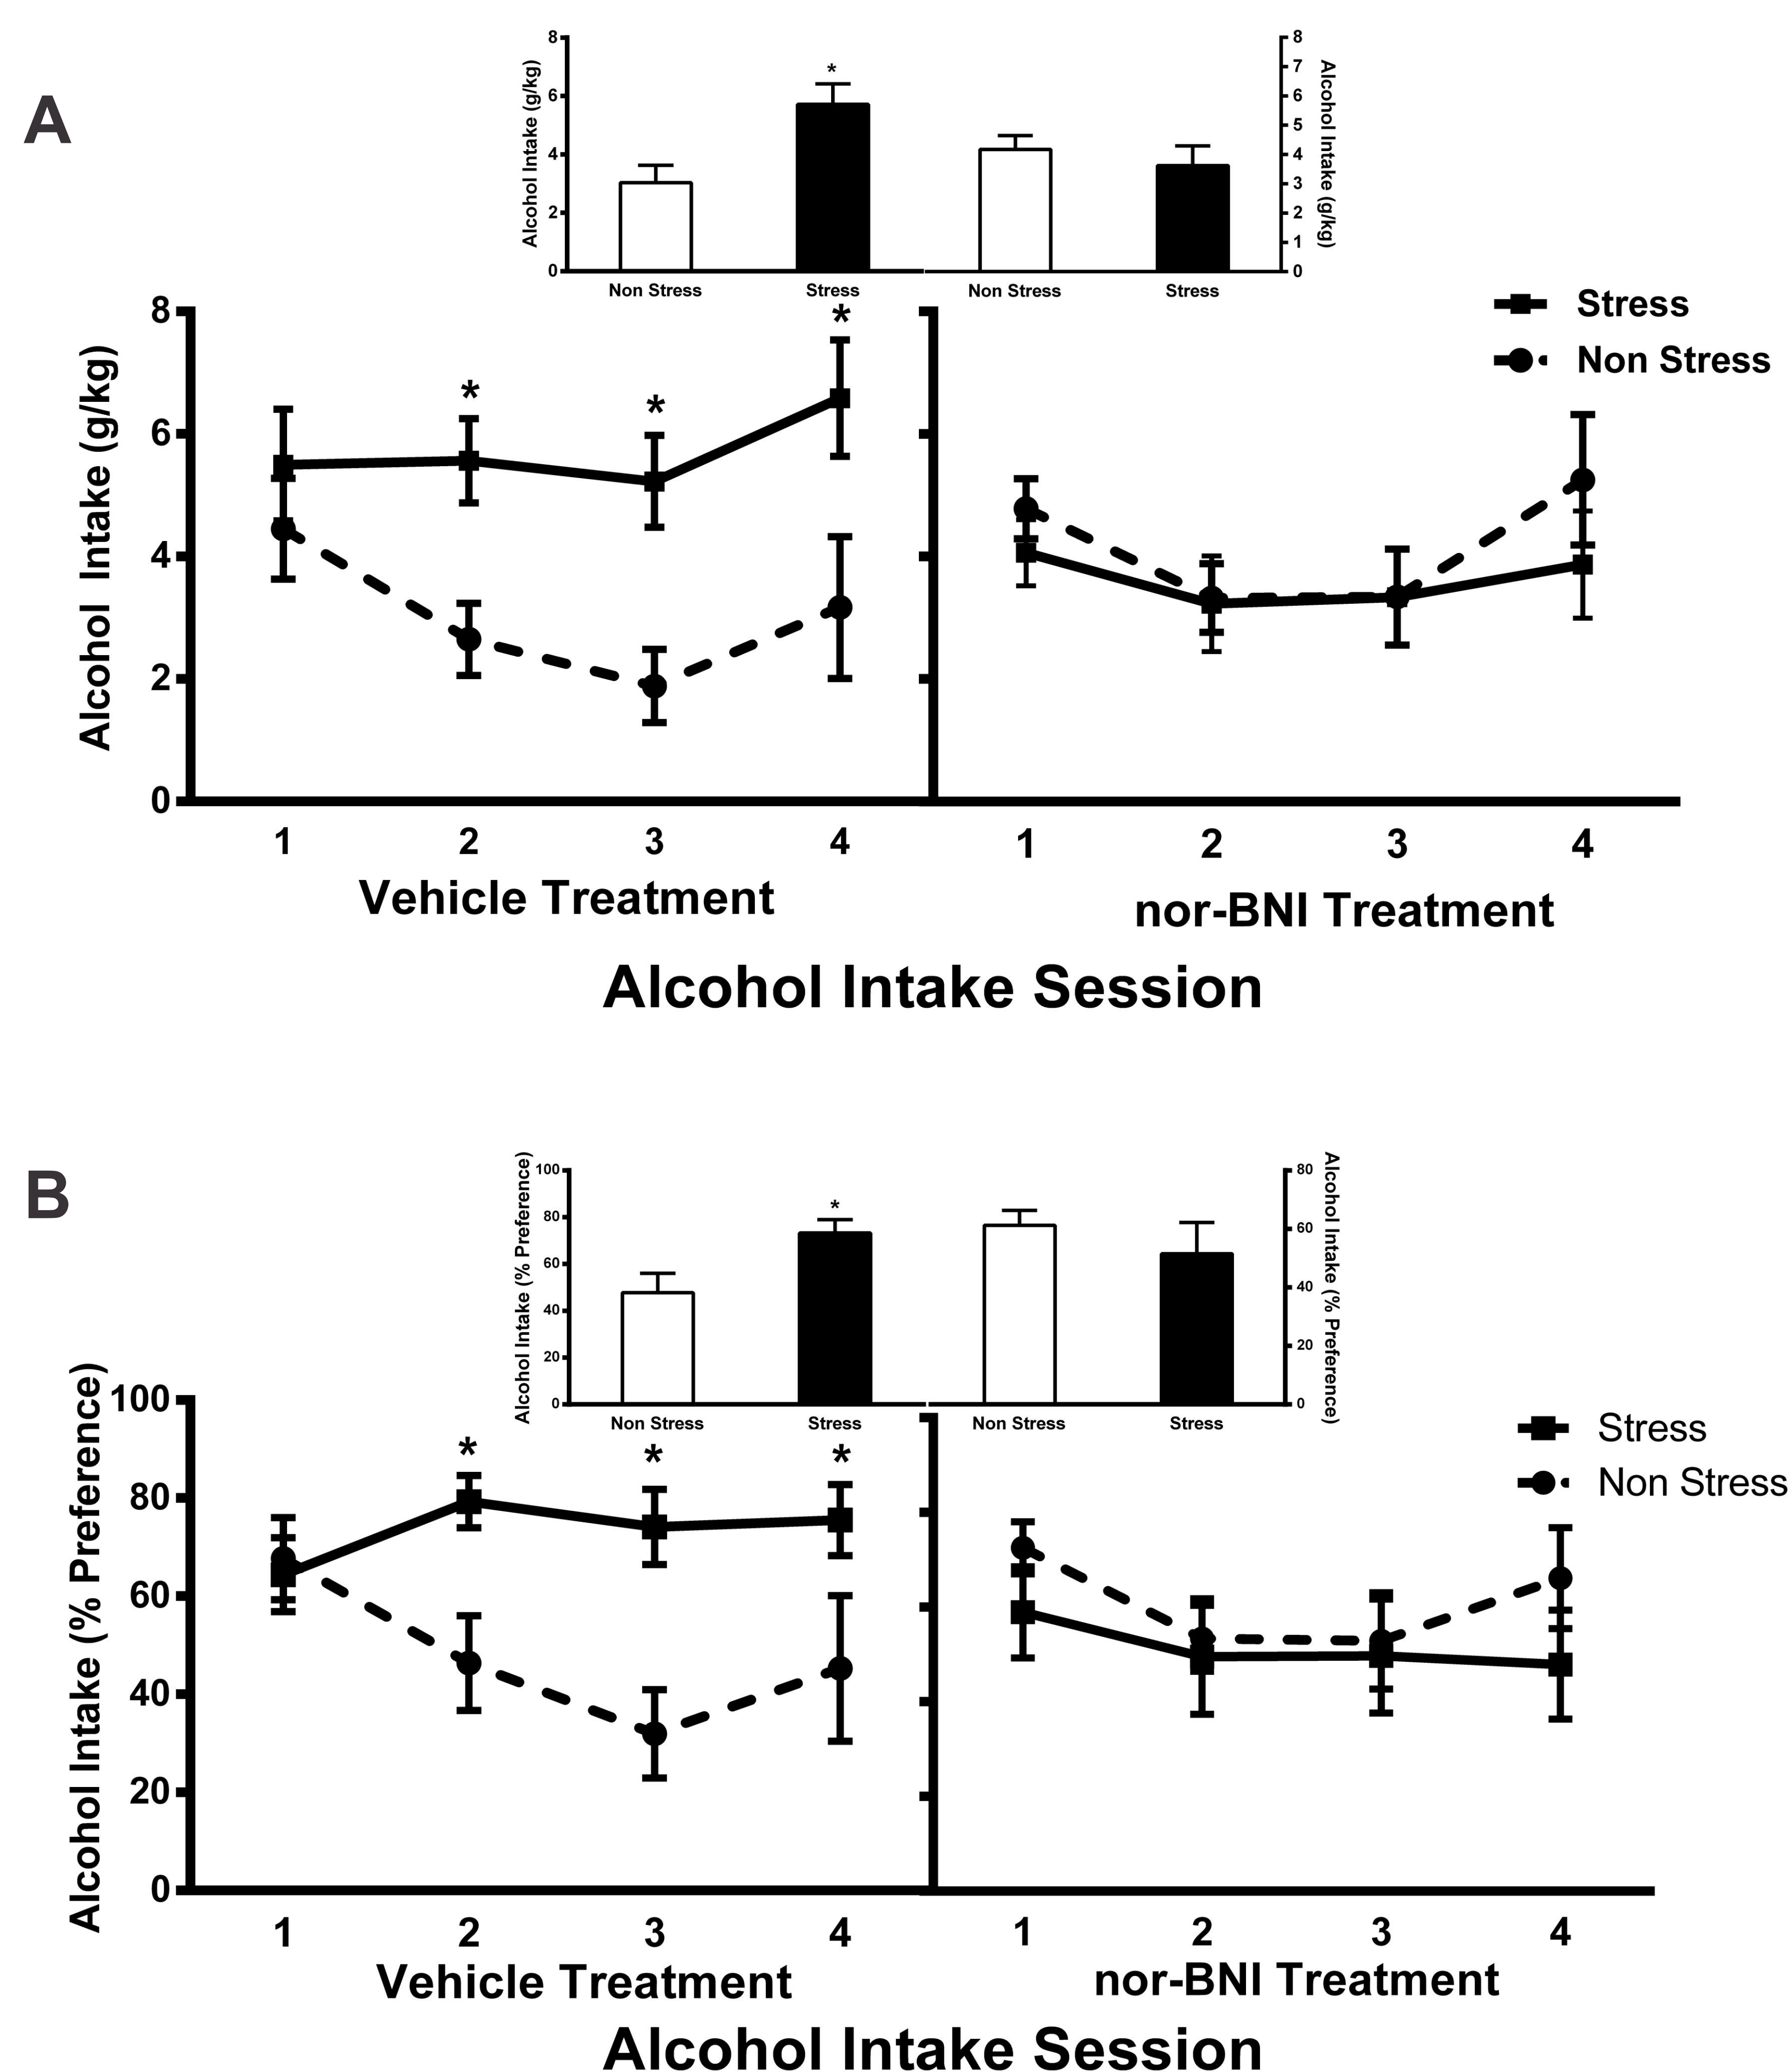 A
Alcohol Intake (g/kg)
8
6
4
2
0
*
Non Stress
Stress
Non Stress
Stress
8
7
6
5
4
3
2
1
0
Alcohol Intake (g/kg)
Stress
Non Stress
Alcohol Intake (g/kg)
8
6
4
2
0
*
*
*
1
2
3
4
1
2
3
4
Vehicle Treatment
nor-BNI Treatment
Alcohol Intake Session
B
Alcohol Intake (% Preference)
100
80
60
40
20
0
*
Non Stress
Stress
Non Stress
Stress
80
60
40
20
0
Alcohol Intake (% Preference)
Stress
Non Stress
Alcohol Intake (% Preference)
100
80
60
40
20
0
*
*
*
1
2
3
4
1
2
3
4
Vehicle Treatment
nor-BNI Treatment
Alcohol Intake Session